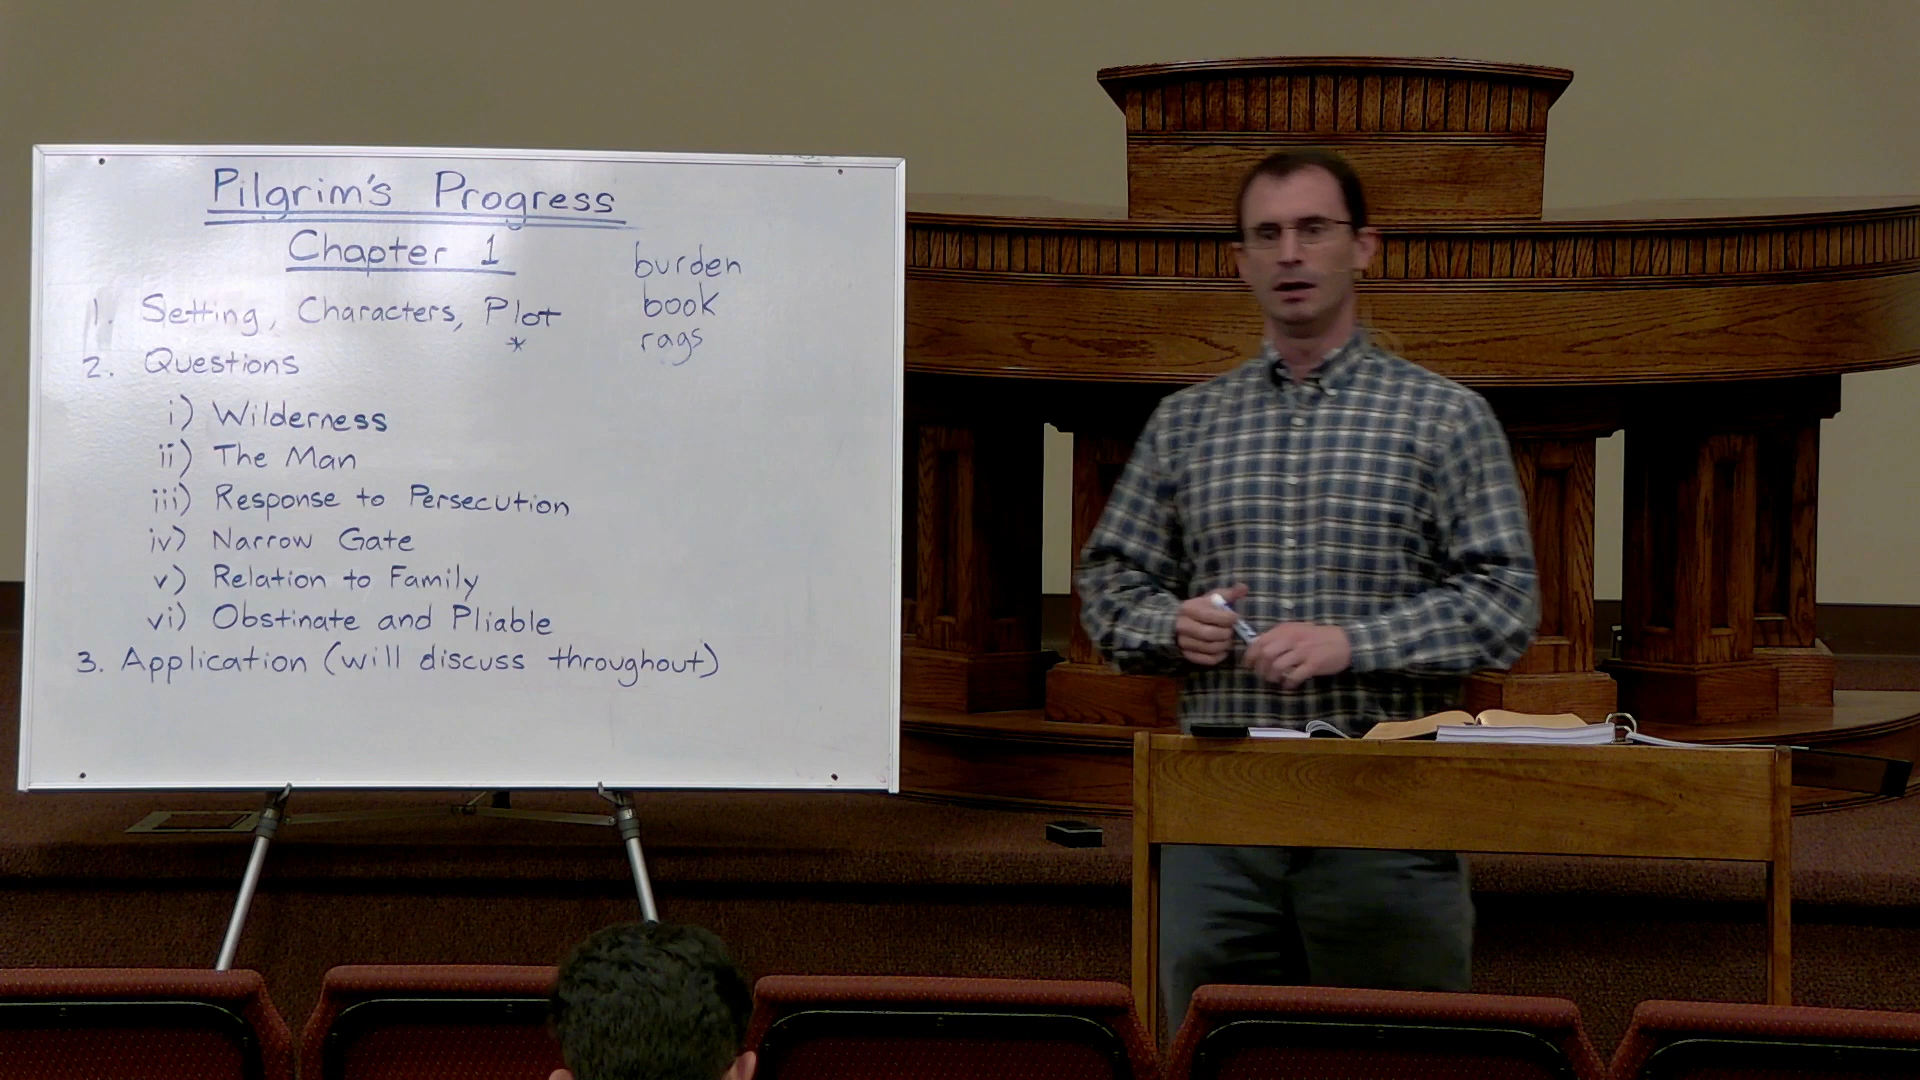 Pilgrim's Progress
Chapter 1
burden
book
rags
1. Setting, Characters, Plot
*
2. Questions
i) Wilderness
ii) The Man
iii) Response to Persecution
iv) Narrow Gate
v) Relation to Family
vi) Obstinate and Pliable
3. Application (will discuss throughout)